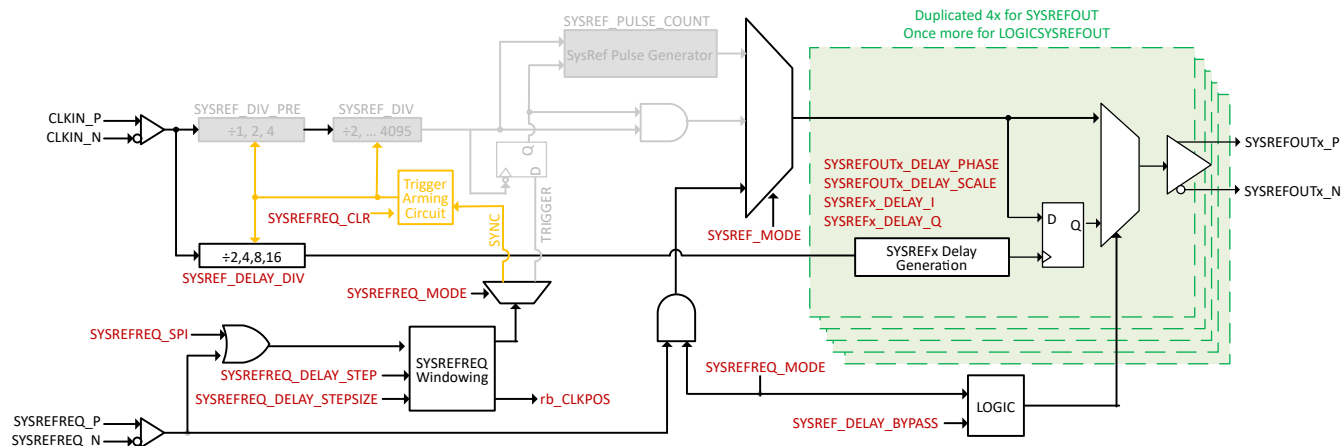 Duplicated 4x for SYSREFOUT
Once more for LOGICSYSREFOUT
SYSREF_PULSE_COUNT
SysRef Pulse Generator
SYSREF_DIV_PRE
SYSREF_DIV
CLKIN_P
CLKIN_N
÷1, 2, 4
÷2, ... 4095
Q
D
TRIGGER
SYNC
Trigger
Arming
Circuit
SYSREFREQ_CLR
÷2,4,8,16
SYSREF_DELAY_DIV
SYSREF_MODE
SYSREFOUTx_DELAY_PHASE
SYSREFOUTx_DELAY_SCALE
SYSREFx_DELAY_I
SYSREFx_DELAY_Q
SYSREFx Delay
Generation
D
Q
SYSREFOUTx_P
SYSREFOUTx_N
SYSREFREQ_MODE
SYSREFREQ_SPI
SYSREFREQ
Windowing
SYSREFREQ_DELAY_STEP
SYSREFREQ_DELAY_STEPSIZE
rb_CLKPOS
SYSREFREQ_MODE
LOGIC
SYSREF_DELAY_BYPASS
SYSREFREQ_P
SYSREFREQ_N